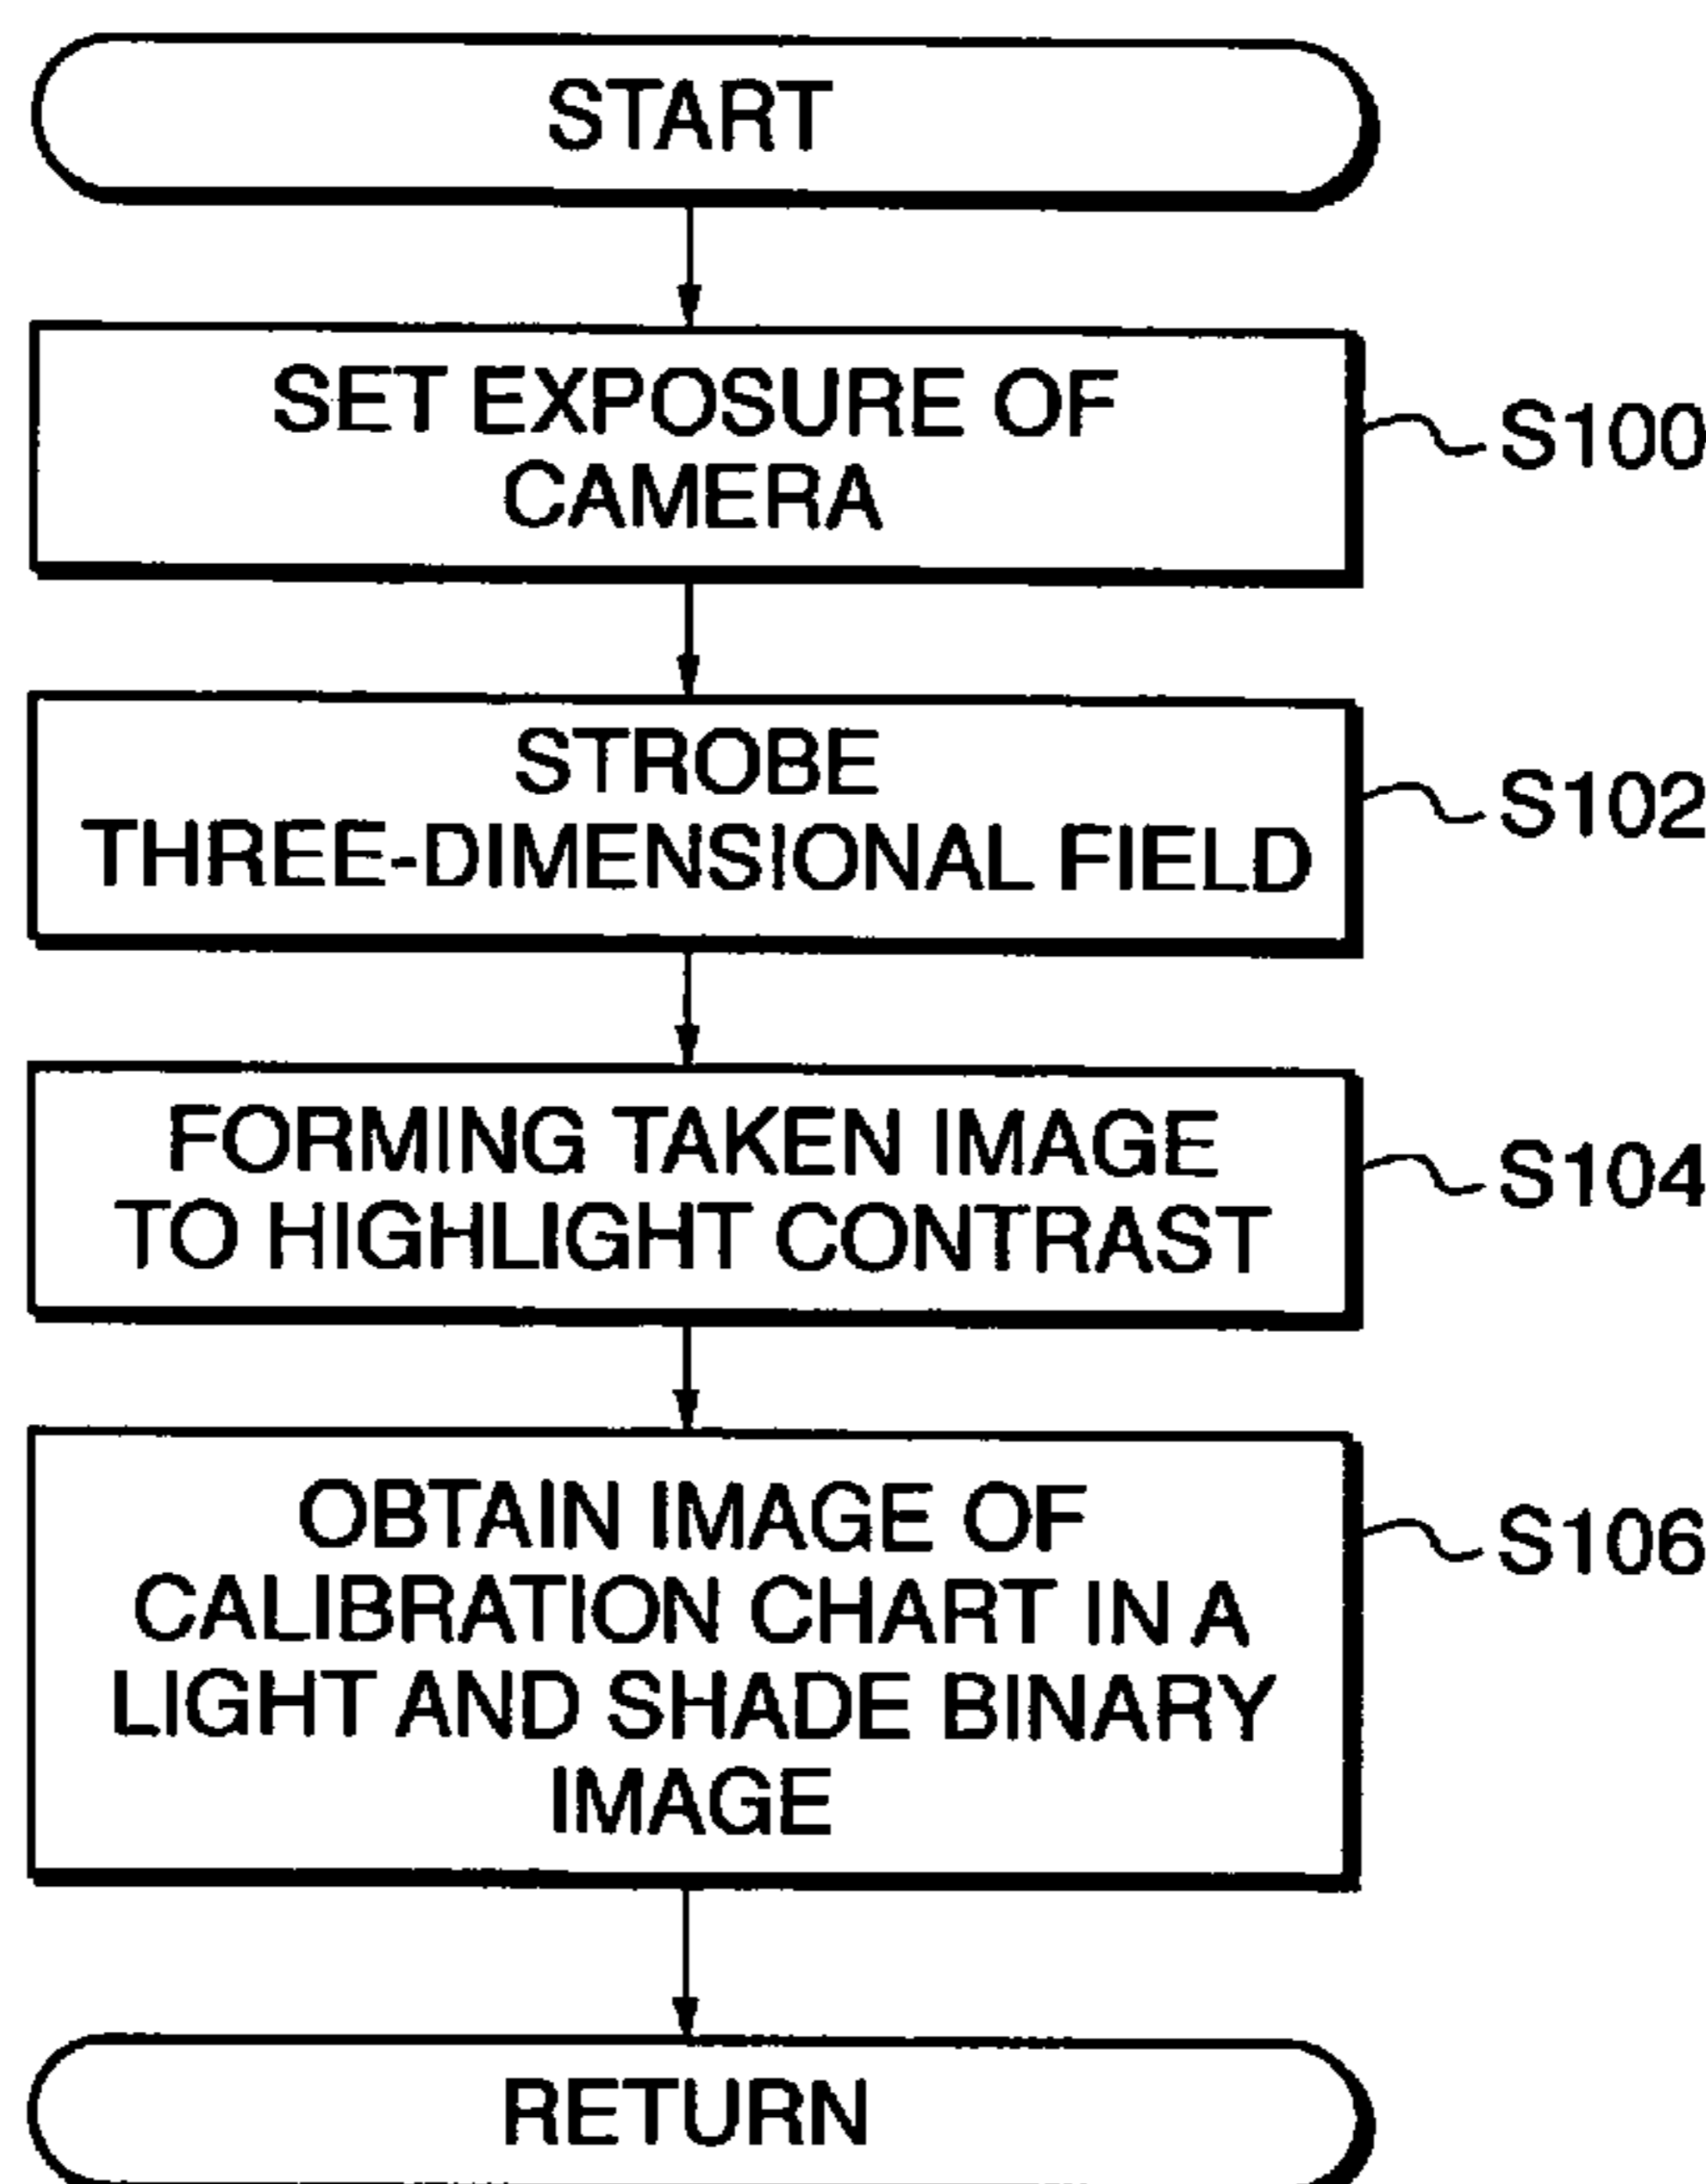 START
SET EXPOSURE OF
CAMERA
S100
STROBE
THREE-DIMENSIONAL FIELD
S102
FORMING TAKEN IMAGE
TO HIGHLIGHT CONTRAST
S104
OBTAIN IMAGE OF
CALIBRATION CHART IN A
LIGHT AND SHADE BINARY
IMAGE
S106
RETURN